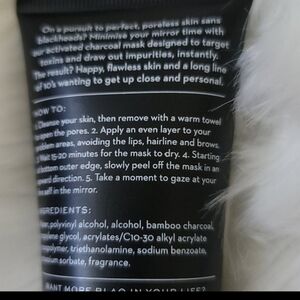 On a pursuit to perfect, poreless skin sans
blackheads? Minimise your mirror time with
our activated charcoal mask designed to target
toxins and draw out impurities, instantly.
The result? Happy, flawless skin and a long line
of 10's wanting to get up close and personal.
HOW TO:
Cleanse your skin, then remove with a warm towel
open the pores. 2. Apply an even layer to your
problem areas, avoiding the lips, hairline and brows.
Wait 15-20 minutes for the mask to dry. 4. Starting
bottom outer edge, slowly peel off the mask in an
upward direction. 5. Take a moment to gaze at your
self in the mirror.
INGREDIENTS:
polyvinyl alcohol, alcohol, bamboo charcoal,
glycol, acrylates/C10-30 alkyl acrylate
triethanolamine, sodium benzoate,
sorbate, fragrance.
WANT MORE BLAQ IN YOUR LIFE?